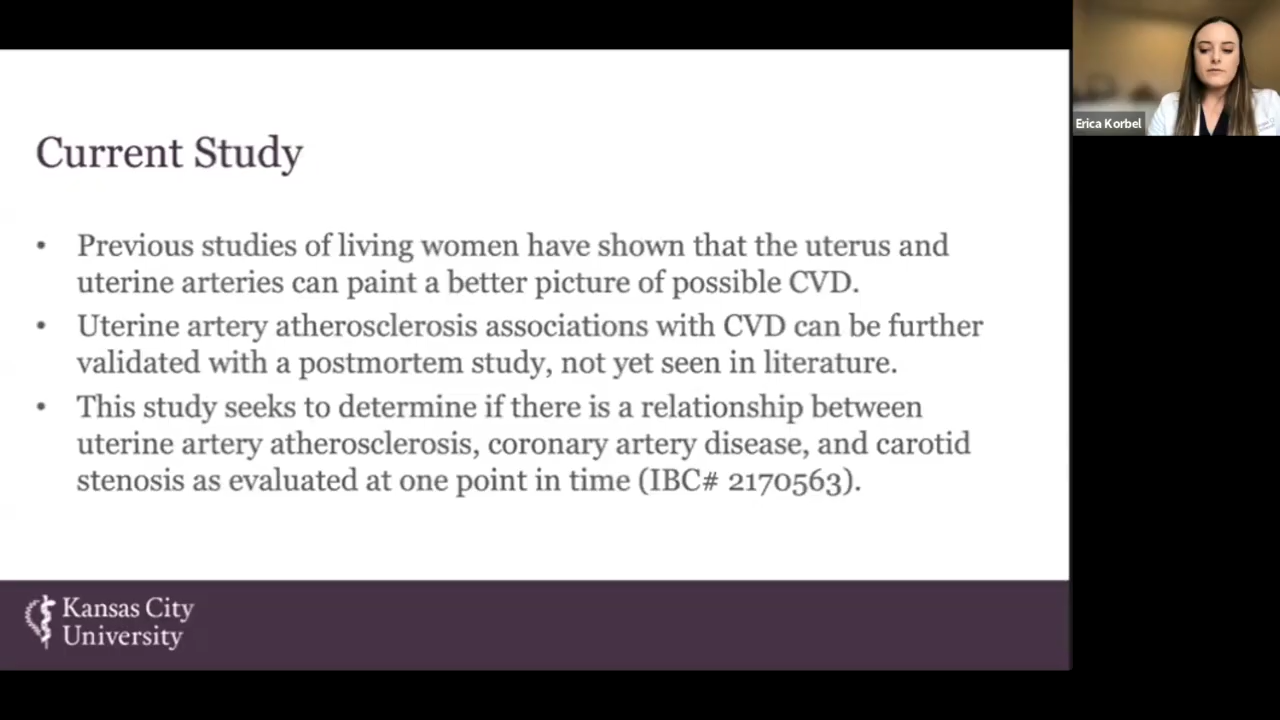 Current Study
• Previous studies of living women have shown that the uterus and
uterine arteries can paint a better picture of possible CVD.
• Uterine artery atherosclerosis associations with CVD can be further
validated with a postmortem study, not yet seen in literature.
• This study seeks to determine if there is a relationship between
uterine artery atherosclerosis, coronary artery disease, and carotid
stenosis as evaluated at one point in time (IBC# 2170563).
Kansas City
University
Erica Korbel